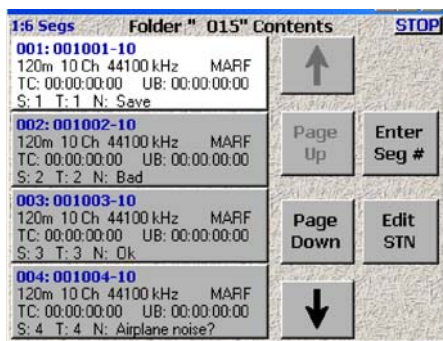 1:6 Segs Folder " 015" Contents STOP
001: 001001-10
120m 10 Ch 44100 kHz MARF
TC: 00:00:00:00 UB: 00:00:00:00
S: 1 T: 1 N: Save
002: 001002-10
120m 10 Ch 44100 kHz MARF
TC: 00:00:00:00 UB: 00:00:00:00
S: 2 T: 2 N: Bad
003: 001003-10
120m 10 Ch 44100 kHz MARF
TC: 00:00:00:00 UB: 00:00:00:00
S: 3 T: 3 N: Ok
004: 001004-10
120m 10 Ch 44100 kHz MARF
TC: 00:00:00:00 UB: 00:00:00:00
S: 4 T: 4 N: Airplane noise?
Page
Up
Enter
Seg #
Page
Down
Edit
STN